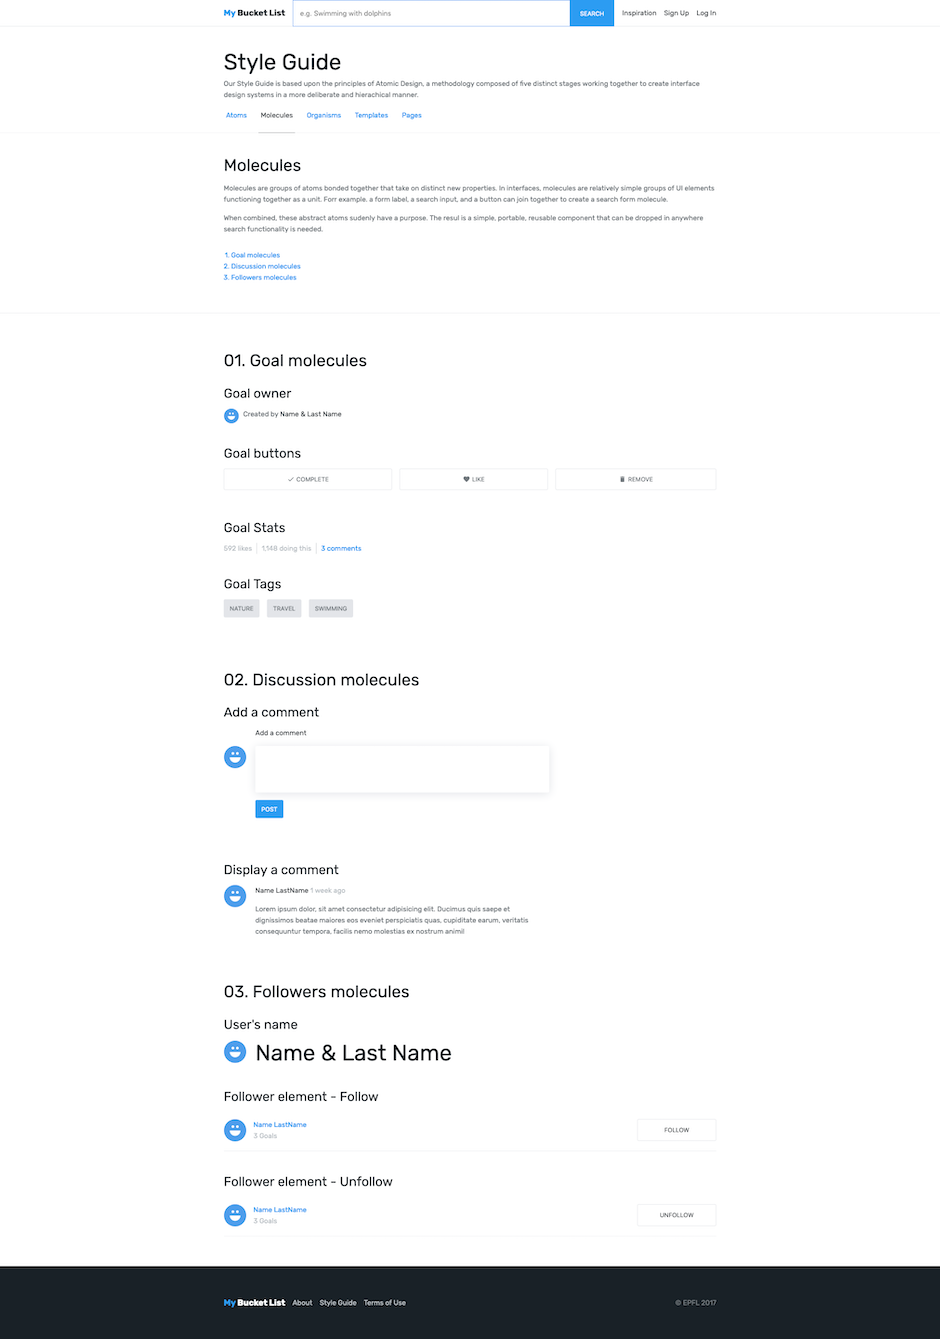 My Bucket List e.g. Swimming with dolphins SEARCH Inspiration Sign Up Log In
Style Guide
Our Style Guide is based upon the principles of Atomic Design, a methodology composed of five distinct stages working together to create interface
design systems in a more deliberate and hierachical manner.
Atoms Molecules Organisms Templates Pages
Molecules
Molecules are groups of atoms bonded together that take on distinct new properties. In interfaces, molecules are relatively simple groups of UI elements
functioning together as a unit. Forr example. a form label, a search input, and a button can join together to create a search form molecule.
When combined, these abstract atoms sudenly have a purpose. The resul is a simple, portable, reusable component that can be dropped in anywhere
search functionality is needed.
1. Goal molecules
2. Discussion molecules
3. Followers molecules
01. Goal molecules
Goal owner
Created by Name & Last Name
Goal buttons
COMPLETE LIKE REMOVE
Goal Stats
592 likes 1,148 doing this 3 comments
Goal Tags
NATURE TRAVEL SWIMMING
02. Discussion molecules
Add a comment
Add a comment
POST
Display a comment
Name LastName 1 week ago
Lorem ipsum dolor, sit amet consectetur adipisicing elit. Ducimus quis saepe et
dignissimos beatae maiores eos eveniet perspiciatis quas, cupiditate earum, veritatis
consequuntur tempora, facilis nemo molestias ex nostrum animi!
03. Followers molecules
User's name
Name & Last Name
Follower element - Follow
Name LastName
3 Goals
FOLLOW
Follower element - Unfollow
Name LastName
3 Goals
UNFOLLOW
My Bucket List About Style Guide Terms of Use © EPFL 2017